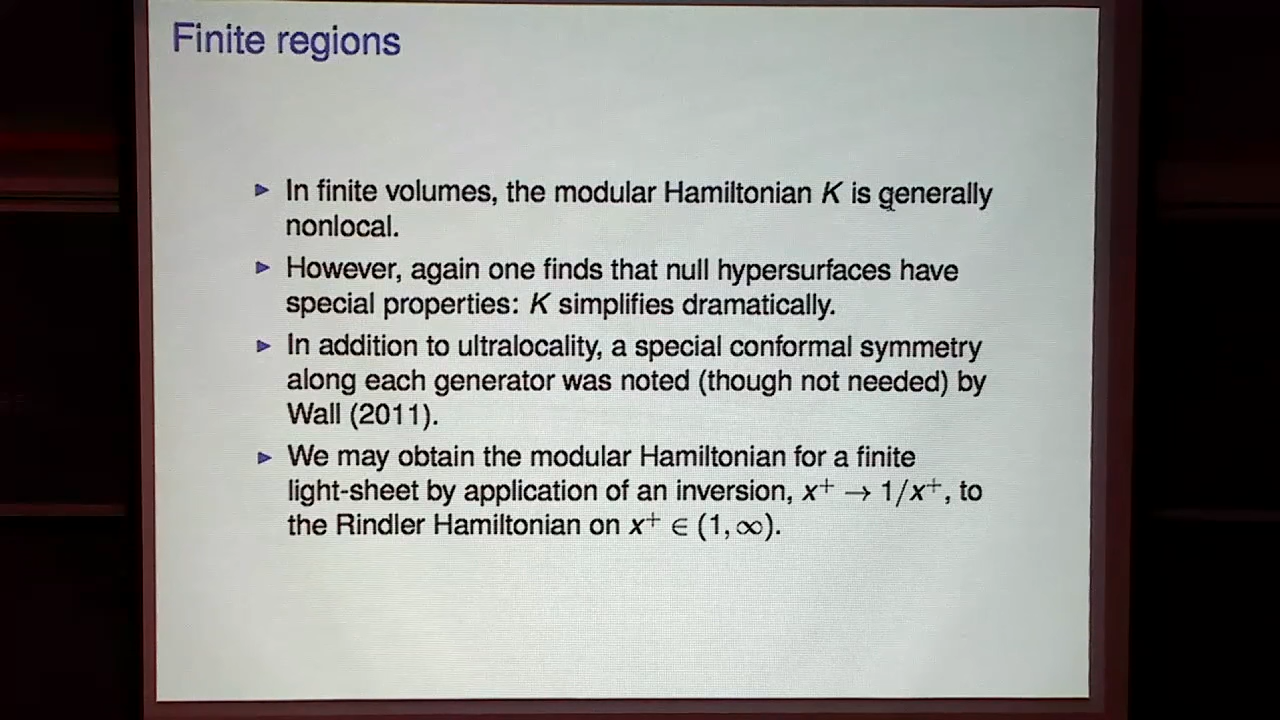 Finite regions
▶ In finite volumes, the modular Hamiltonian K is generally
nonlocal.
▶ However, again one finds that null hypersurfaces have
special properties: K simplifies dramatically.
▶ In addition to ultralocality, a special conformal symmetry
along each generator was noted (though not needed) by
Wall (2011).
▶ We may obtain the modular Hamiltonian for a finite
light-sheet by application of an inversion, x⁺ → 1/x⁺, to
the Rindler Hamiltonian on x⁺ ∈ (1, ∞).